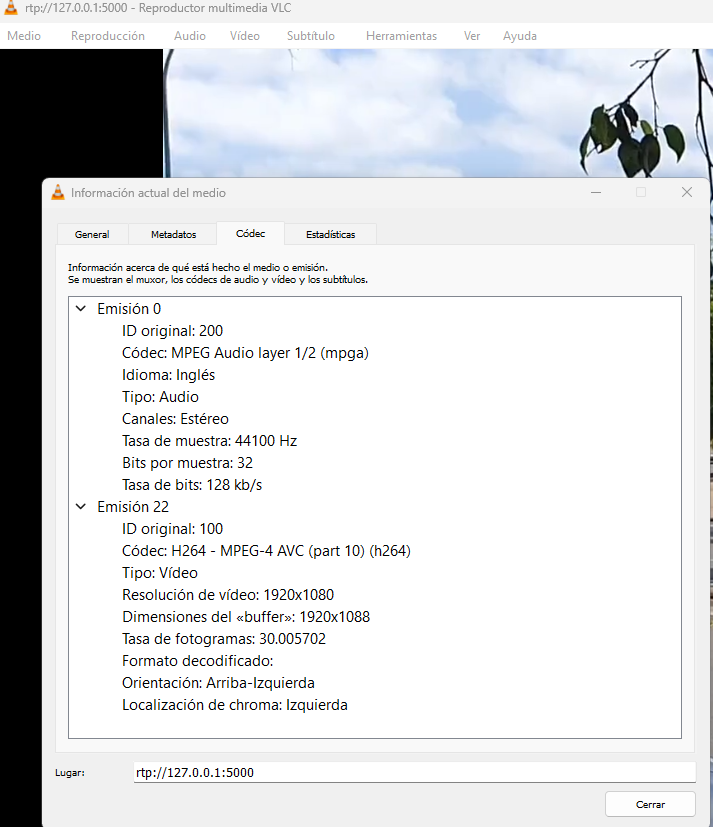 rtp://127.0.0.1:5000 - Reproductor multimedia VLC
Medio Reproducción Audio Vídeo Subtítulo Herramientas Ver Ayuda
Información actual del medio
General Metadatos Códec Estadísticas
Información acerca de qué está hecho el medio o emisión.
Se muestran el muxor, los códecs de audio y vídeo y los subtítulos.
Emisión 0
ID original: 200
Códec: MPEG Audio layer 1/2 (mpga)
Idioma: Inglés
Tipo: Audio
Canales: Estéreo
Tasa de muestra: 44100 Hz
Bits por muestra: 32
Tasa de bits: 128 kb/s
Emisión 22
ID original: 100
Códec: H264 - MPEG-4 AVC (part 10) (h264)
Tipo: Vídeo
Resolución de vídeo: 1920x1080
Dimensiones del «buffer»: 1920x1088
Tasa de fotogramas: 30.005702
Formato decodificado:
Orientación: Arriba-Izquierda
Localización de chroma: Izquierda
Lugar: rtp://127.0.0.1:5000
Cerrar